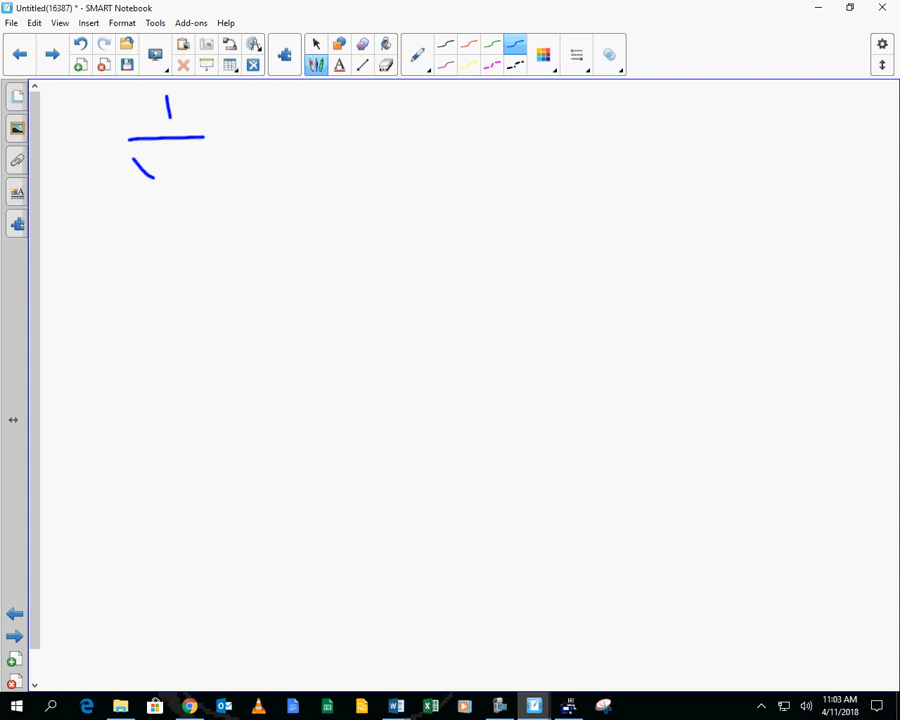 Untitled(16387) * - SMART Notebook
File Edit View Insert Format Tools Add-ons Help
1
11:03 AM
4/11/2018